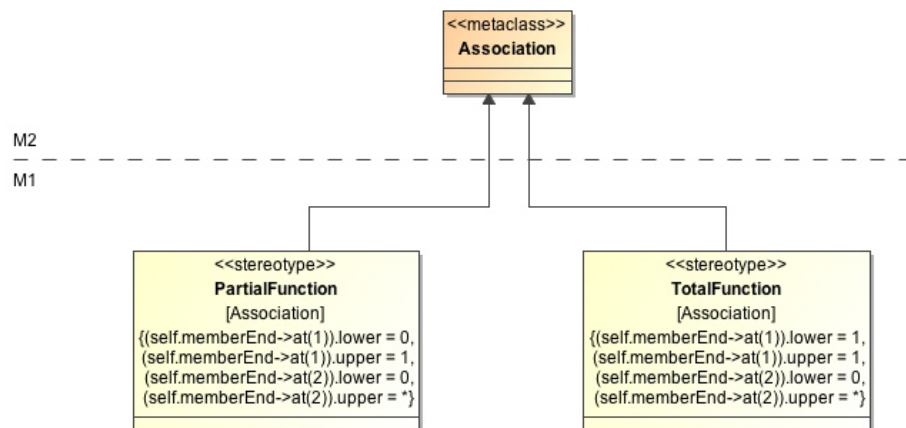 <<metaclass>>
Association
M2
M1
<<stereotype>>
PartialFunction
[Association]
{(self.memberEnd->at(1)).lower = 0,
(self.memberEnd->at(1)).upper = 1,
(self.memberEnd->at(2)).lower = 0,
(self.memberEnd->at(2)).upper = *}
<<stereotype>>
TotalFunction
[Association]
{(self.memberEnd->at(1)).lower = 1,
(self.memberEnd->at(1)).upper = 1,
(self.memberEnd->at(2)).lower = 0,
(self.memberEnd->at(2)).upper = *}